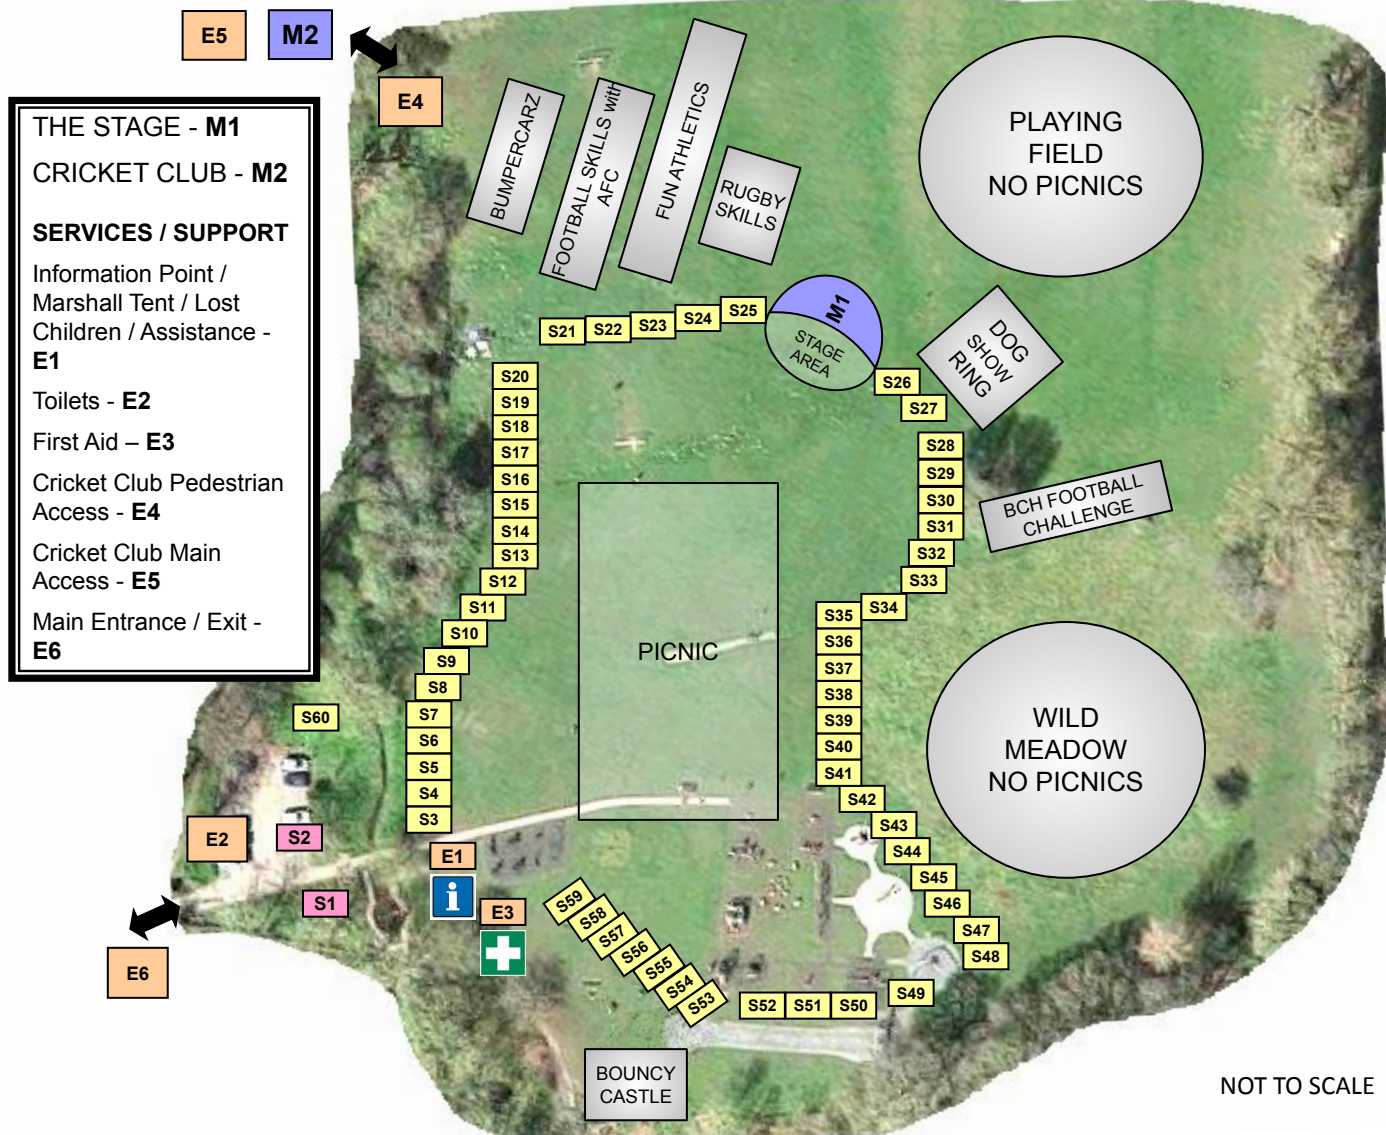 E5
M2
E4
THE STAGE - M1
CRICKET CLUB - M2
SERVICES / SUPPORT
Information Point /
Marshall Tent / Lost
Children / Assistance -
E1
Toilets - E2
First Aid – E3
Cricket Club Pedestrian
Access - E4
Cricket Club Main
Access - E5
Main Entrance / Exit -
E6
BUMPERCARZ
FOOTBALL SKILLS with
AFC
FUN ATHLETICS
RUGBY
SKILLS
PLAYING
FIELD
NO PICNICS
M1
STAGE
AREA
DOG
SHOW
RING
S21
S22
S23
S24
S25
S26
S27
S28
S29
S30
S31
S32
S33
S34
S35
S36
S37
S38
S39
S40
S41
S42
S43
S44
S45
S46
S47
S48
S49
S50
S51
S52
S53
S54
S55
S56
S57
S58
S59
BCH FOOTBALL
CHALLENGE
S20
S19
S18
S17
S16
S15
S14
S13
S12
S11
S10
S9
S8
S7
S6
S5
S4
S3
S60
PICNIC
WILD
MEADOW
NO PICNICS
E2
S2
S1
E1
i
E3
E6
BOUNCY
CASTLE
NOT TO SCALE